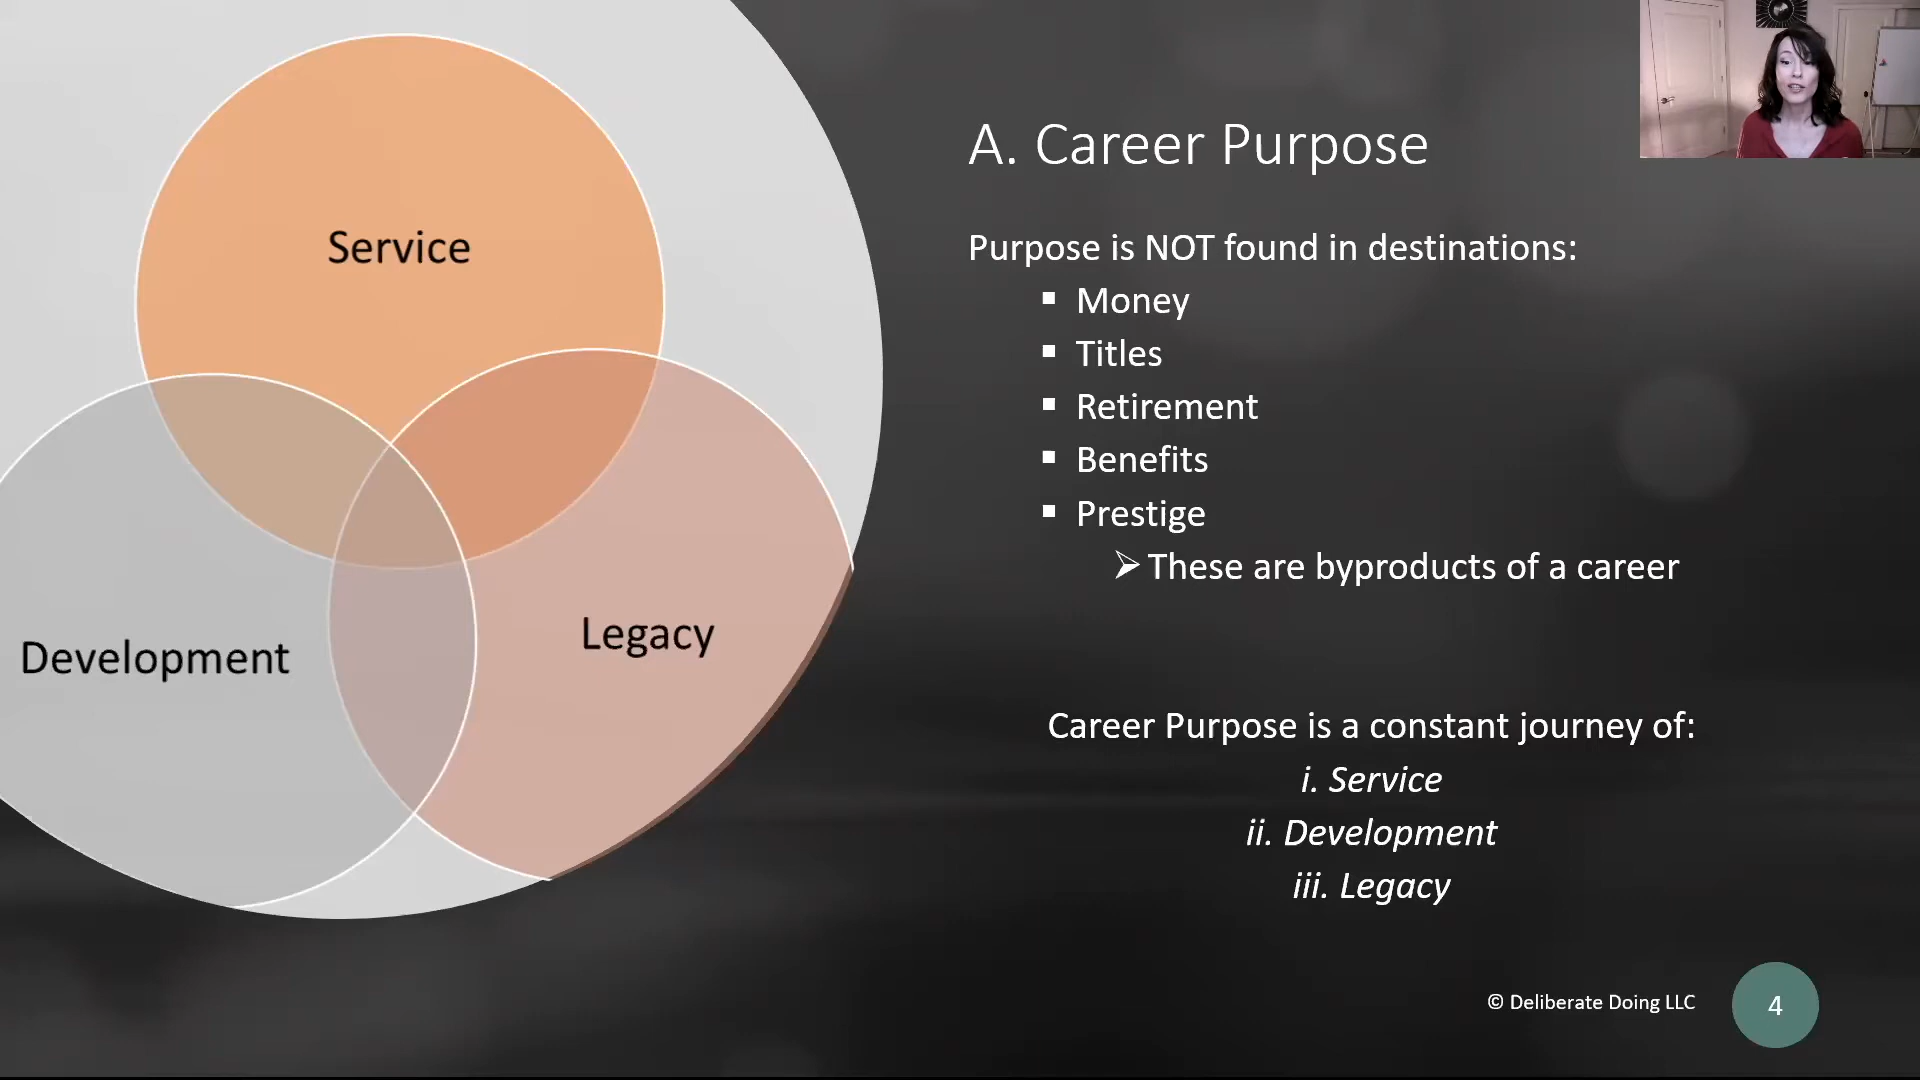 Service
Development
Legacy
A. Career Purpose
Purpose is NOT found in destinations:
▪ Money
▪ Titles
▪ Retirement
▪ Benefits
▪ Prestige
➢ These are byproducts of a career
Career Purpose is a constant journey of:
i. Service
ii. Development
iii. Legacy
© Deliberate Doing LLC
4